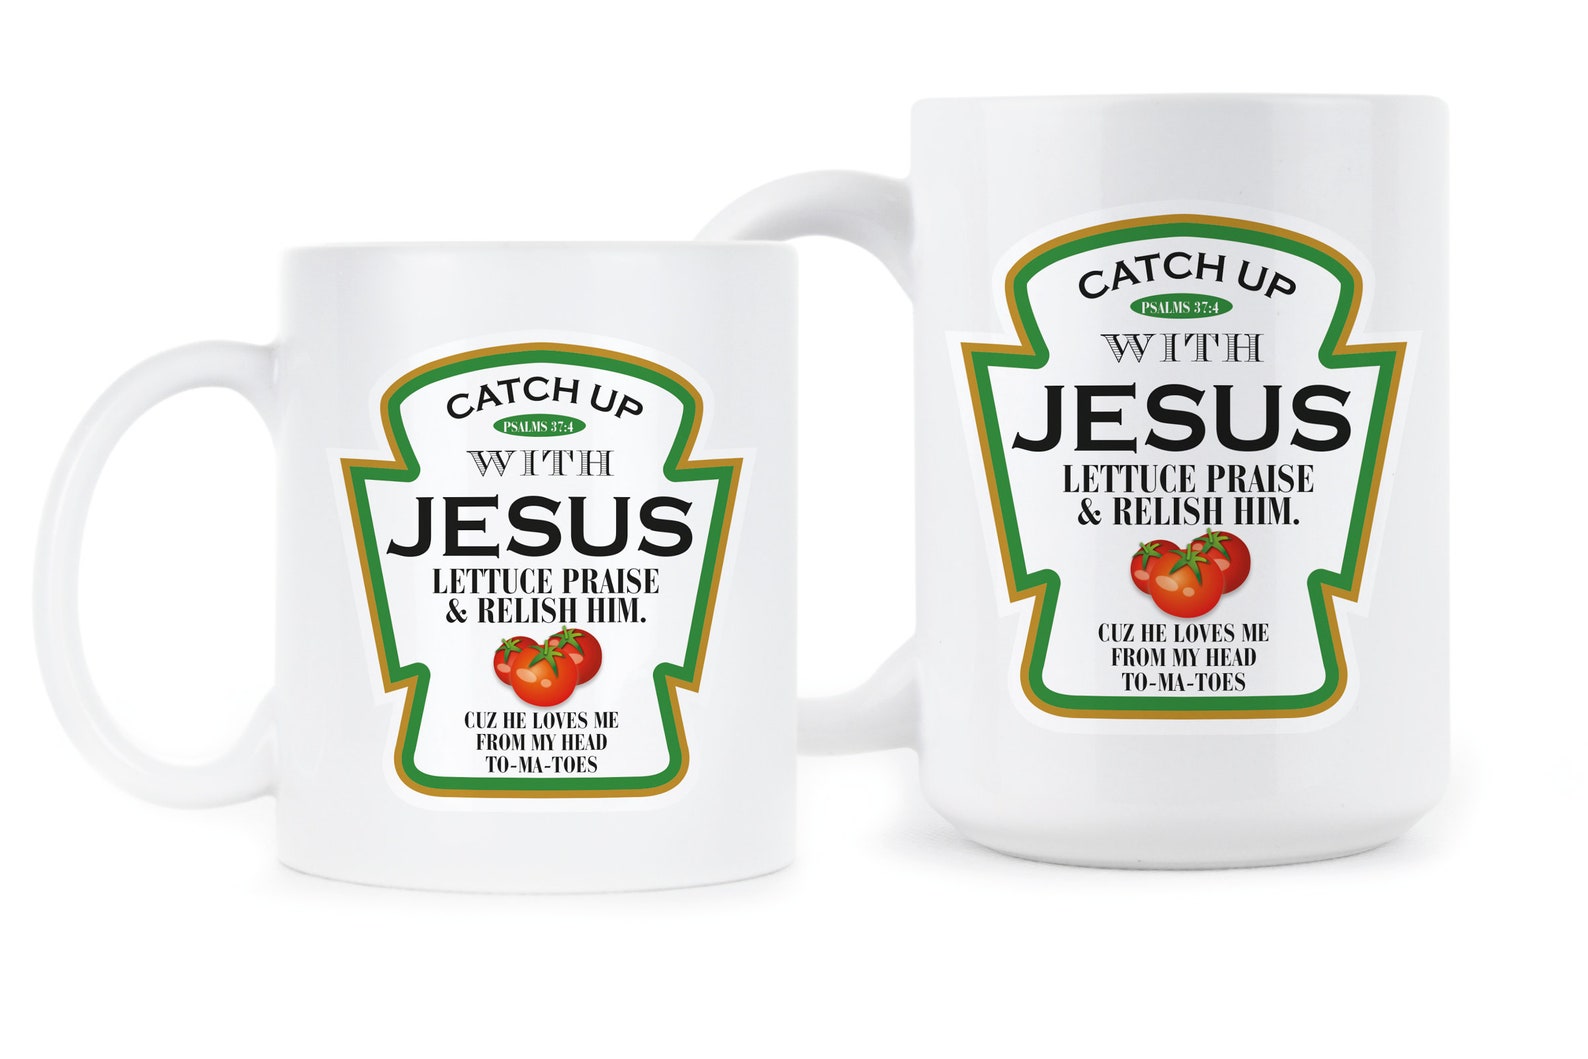 CATCH UP
PSALMS 37:4
WITH
JESUS
LETTUCE PRAISE
& RELISH HIM.
CUZ HE LOVES ME
FROM MY HEAD
TO-MA-TOES
CATCH UP
PSALMS 37:4
WITH
JESUS
LETTUCE PRAISE
& RELISH HIM.
CUZ HE LOVES ME
FROM MY HEAD
TO-MA-TOES